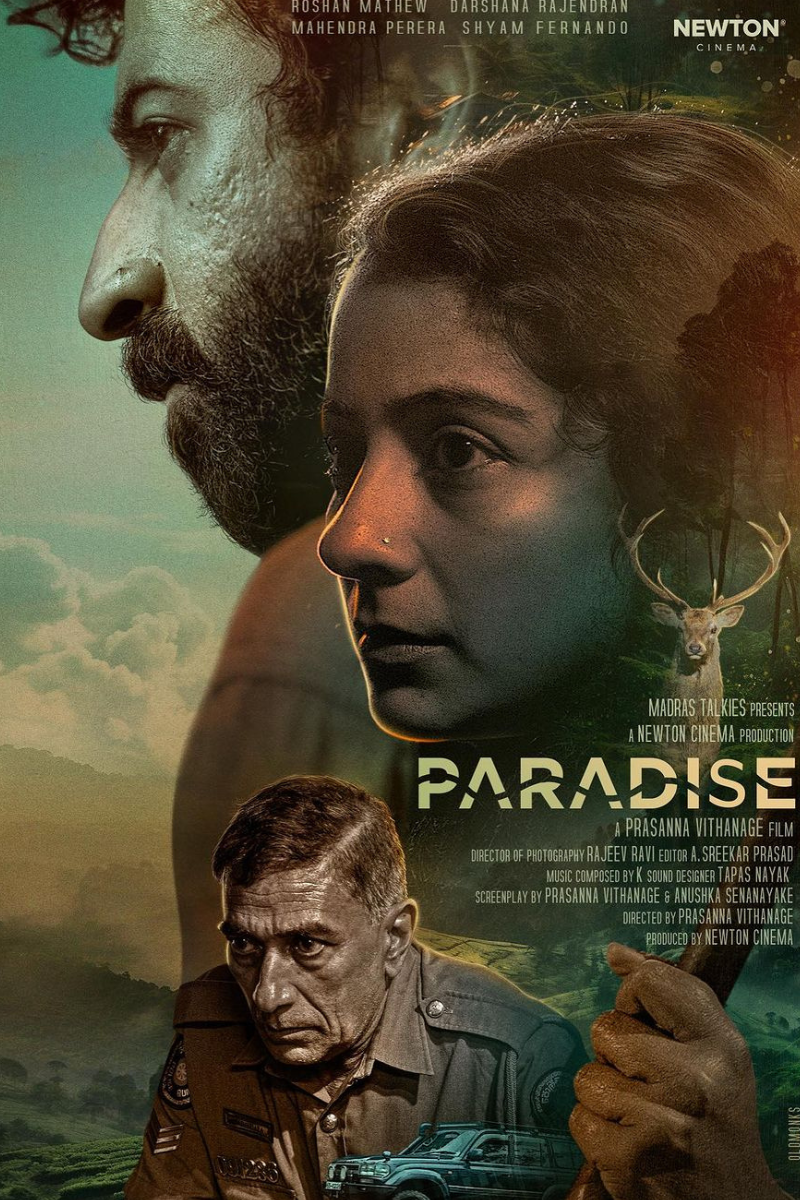 ROSHAN MATHEW DARSHANA RAJENDRAN
MAHENDRA PERERA SHYAM FERNANDO
NEWTON®
CINEMA
MADRAS TALKIES PRESENTS
A NEWTON CINEMA PRODUCTION
PARADISE
A PRASANNA VITHANAGE FILM
DIRECTOR OF PHOTOGRAPHY RAJEEV RAVI EDITOR A.SREEKAR PRASAD
MUSIC COMPOSED BY K SOUND DESIGNER TAPAS NAYAK
SCREENPLAY BY PRASANNA VITHANAGE & ANUSHKA SENANAYAKE
DIRECTED BY PRASANNA VITHANAGE
PRODUCED BY NEWTON CINEMA
OLDMONKS